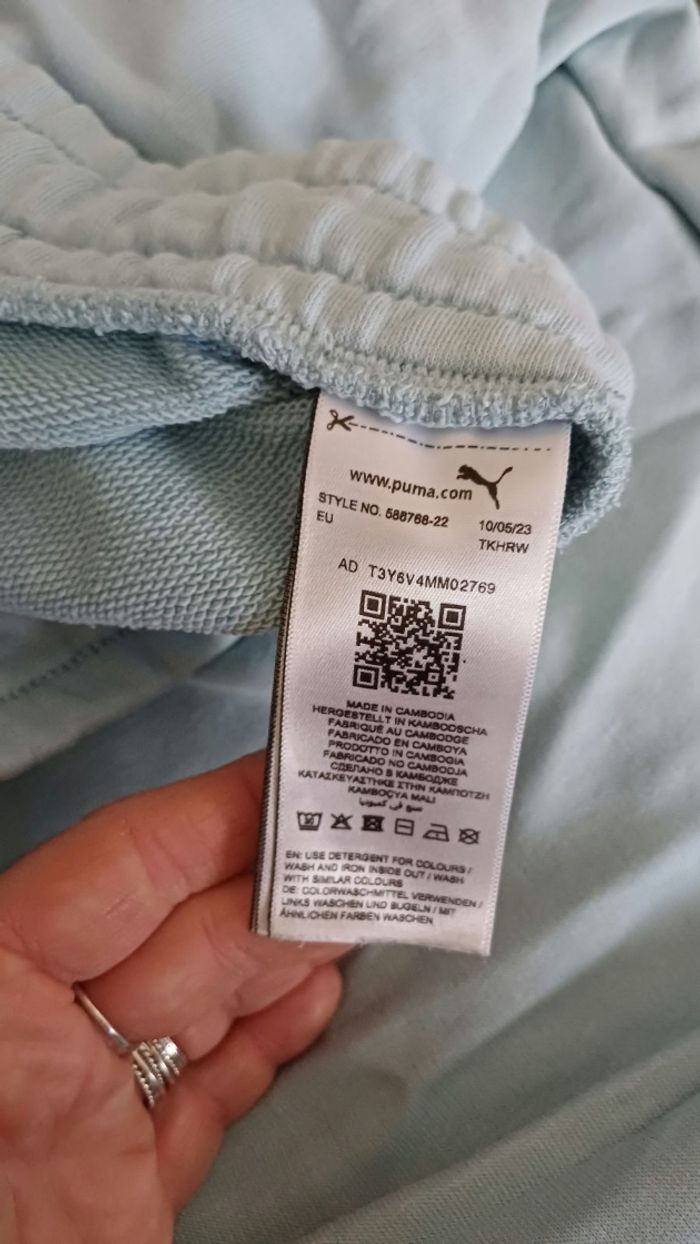 www.puma.com
STYLE NO. 586766-22 10/05/23
EU TKHRW
AD T3Y6V4MM02769
MADE IN CAMBODIA
HERGESTELLT IN KAMBODSCHA
FABRIQUÉ AU CAMBODGE
FABRICADO EN CAMBOYA
PRODOTTO IN CAMBOGIA
FABRICADO NO CAMBODJA
СДЕЛАНО В КАМБОДЖЕ
ΚΑΤΑΣΚΕΥΑΣΤΗΚΕ ΣΤΗΝ ΚΑΜΠΟΤΖΗ
KAMBOÇYA MALI
صنع في كمبوديا
EN: USE DETERGENT FOR COLOURS /
WASH AND IRON INSIDE OUT / WASH
WITH SIMILAR COLOURS
DE: COLORWASCHMITTEL VERWENDEN /
LINKS WASCHEN UND BÜGELN / MIT
ÄHNLICHEN FARBEN WASCHEN